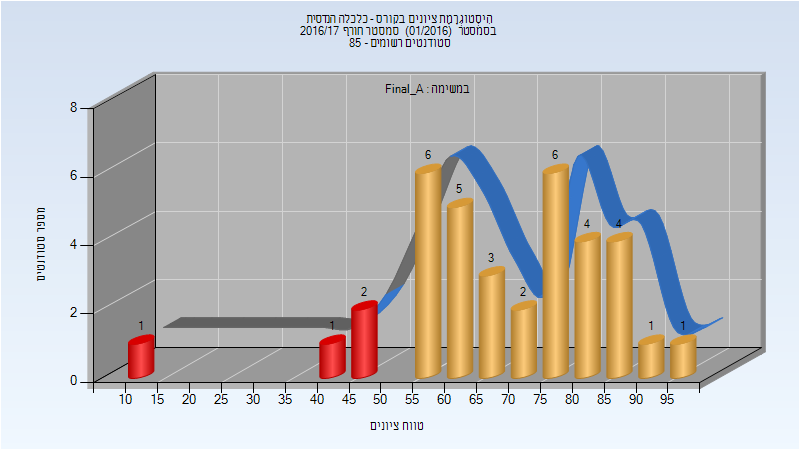 היסטוגרמת ציונים בקורס - כלכלה הנדסית
בסמסטר (01/2016) סמסטר חורף 2016/17
סטודנטים רשומים - 85
במשימה : Final_A
8
6
4
2
0
מספר סטודנטים
1
1
2
6
5
3
2
6
4
4
1
1
10 15 20 25 30 35 40 45 50 55 60 65 70 75 80 85 90 95
טווח ציונים